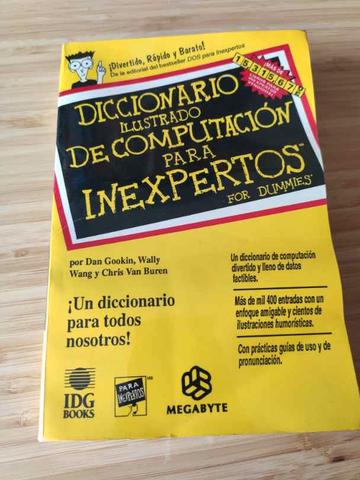 ¡Divertido, Rápido y Barato!
De la editorial del bestseller DOS para Inexpertos
DICCIONARIO
ILUSTRADO
DE COMPUTACIÓN
PARA
INEXPERTOS™
FOR DUMMIES
por Dan Gookin, Wally
Wang y Chris Van Buren
¡Un diccionario
para todos
nosotros!
Un diccionario de computación
divertido y lleno de datos
factibles.
Más de mil 400 entradas con un
enfoque amigable y cientos de
ilustraciones humorísticas.
Con prácticas guías de uso y de
pronunciación.
IDG
BOOKS
PARA
INEXPERTOS
MEGABYTE